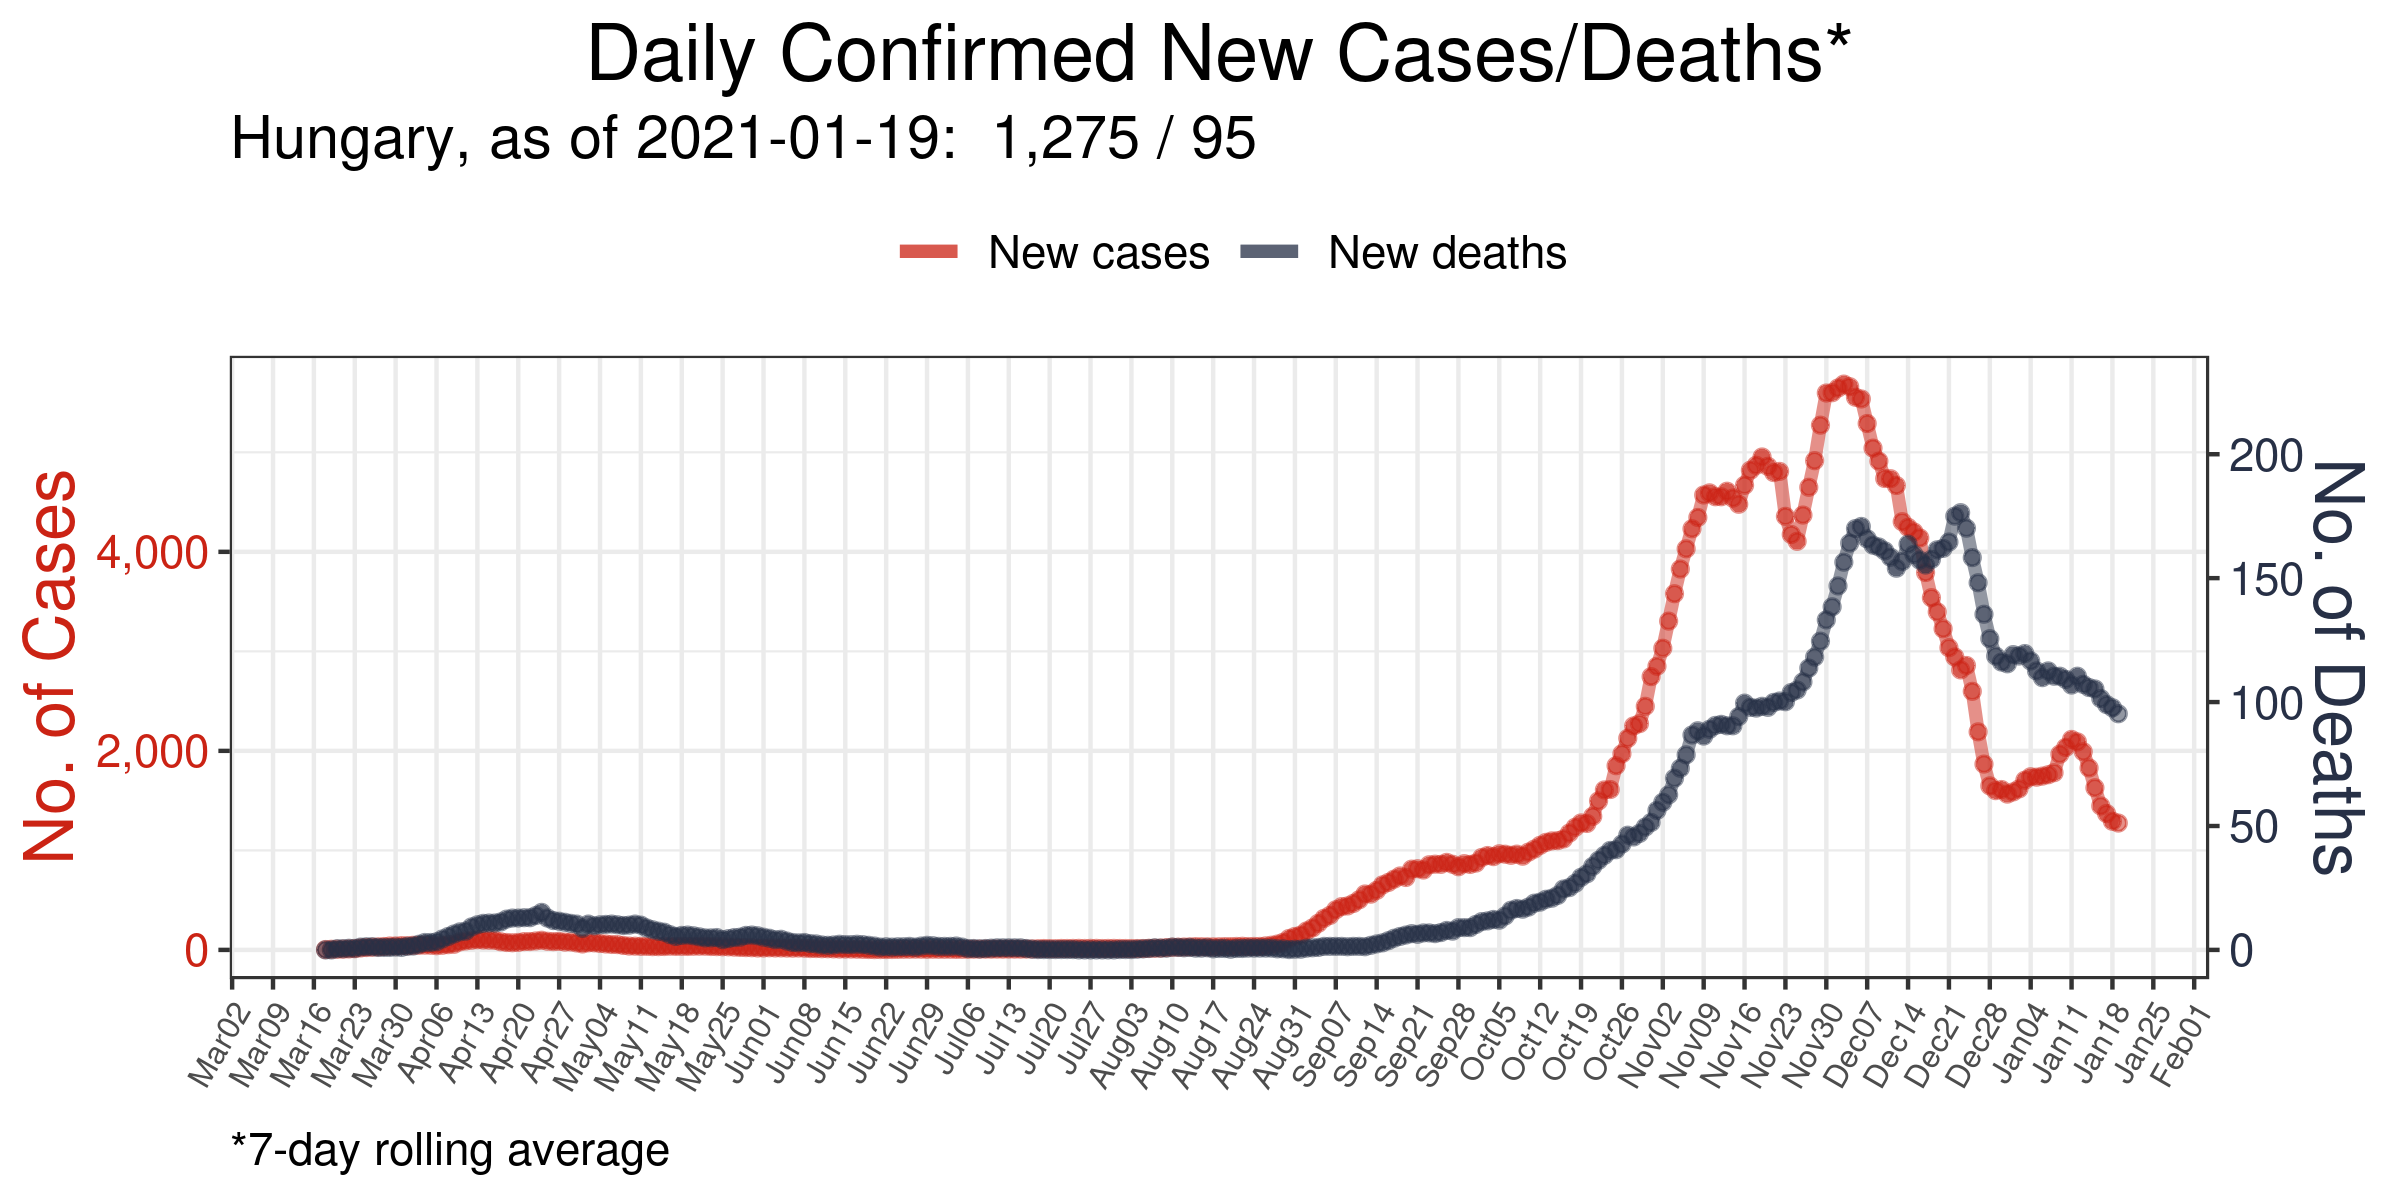 Daily Confirmed New Cases/Deaths*
Hungary, as of 2021-01-19:  1,275 / 95
New cases
New deaths
No. of Cases
4,000
2,000
0
200
150
100
50
0
No. of Deaths
Mar02
Mar09
Mar16
Mar23
Mar30
Apr06
Apr13
Apr20
Apr27
May04
May11
May18
May25
Jun01
Jun08
Jun15
Jun22
Jun29
Jul06
Jul13
Jul20
Jul27
Aug03
Aug10
Aug17
Aug24
Aug31
Sep07
Sep14
Sep21
Sep28
Oct05
Oct12
Oct19
Oct26
Nov02
Nov09
Nov16
Nov23
Nov30
Dec07
Dec14
Dec21
Dec28
Jan04
Jan11
Jan18
Jan25
Feb01
*7-day rolling average